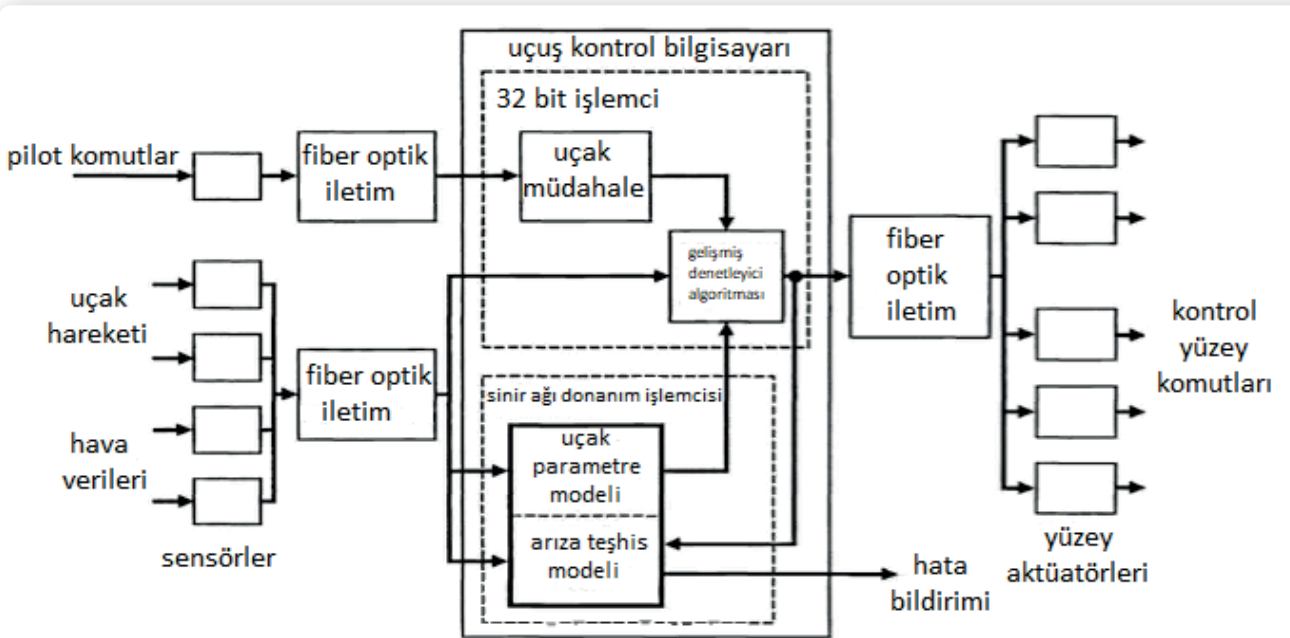 uçuş kontrol bilgisayarı
32 bit işlemci
pilot komutlar
fiber optik
iletim
uçak
müdahale
gelişmiş
denetleyici
algoritması
fiber
optik
iletim
uçak
hareketi
fiber optik
iletim
hava
verileri
sensörler
sinir ağı donanım işlemcisi
uçak
parametre
modeli
arıza teşhis
modeli
kontrol
yüzey
komutları
yüzey
aktüatörleri
hata
bildirimi